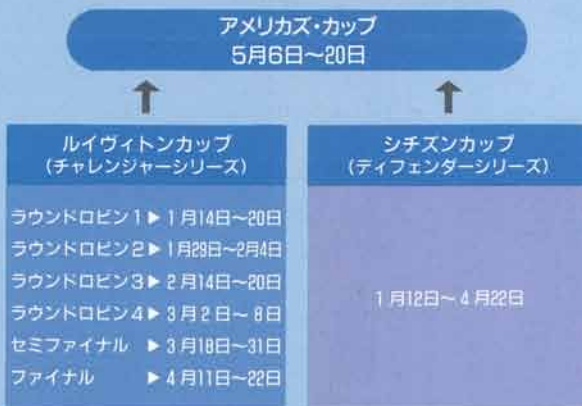 アメリカズ・カップ
5月6日〜20日
ルイヴィトンカップ
(チャレンジャーシリーズ)
ラウンドロビン1▶1月14日〜20日
ラウンドロビン2▶1月29日〜2月4日
ラウンドロビン3▶2月14日〜20日
ラウンドロビン4▶3月2日〜8日
セミファイナル ▶3月18日〜31日
ファイナル ▶4月11日〜22日
シチズンカップ
(ディフェンダーシリーズ)
1月12日〜4月22日